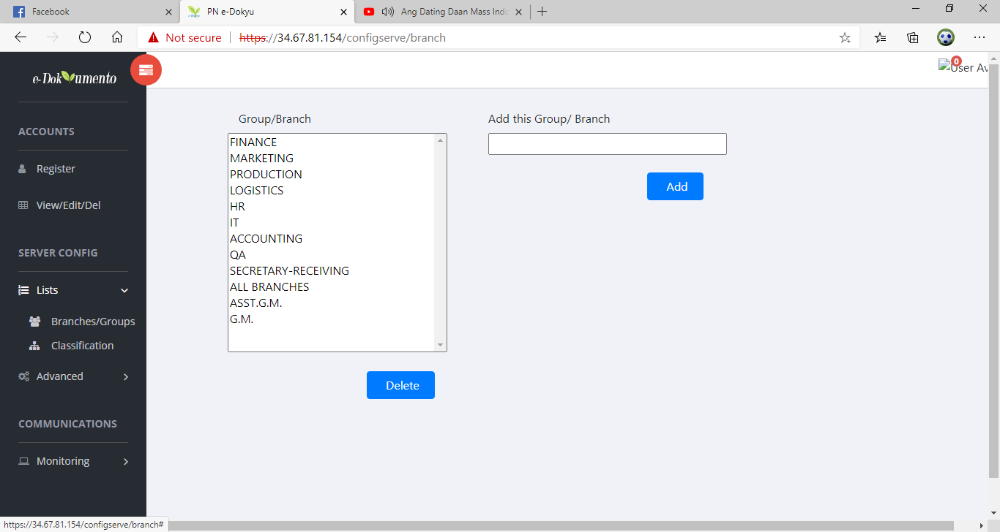 Facebook
PN e-Dokyu
Ang Dating Daan Mass Indo
Not secure
https://34.67.81.154/configserve/branch
e-Dokumento
0
User Av
ACCOUNTS
Register
View/Edit/Del
SERVER CONFIG
Lists
Branches/Groups
Classification
Advanced
COMMUNICATIONS
Monitoring
Group/Branch
FINANCE
MARKETING
PRODUCTION
LOGISTICS
HR
IT
ACCOUNTING
QA
SECRETARY-RECEIVING
ALL BRANCHES
ASST.G.M.
G.M.
Delete
Add this Group/ Branch
Add
https://34.67.81.154/configserve/branch#